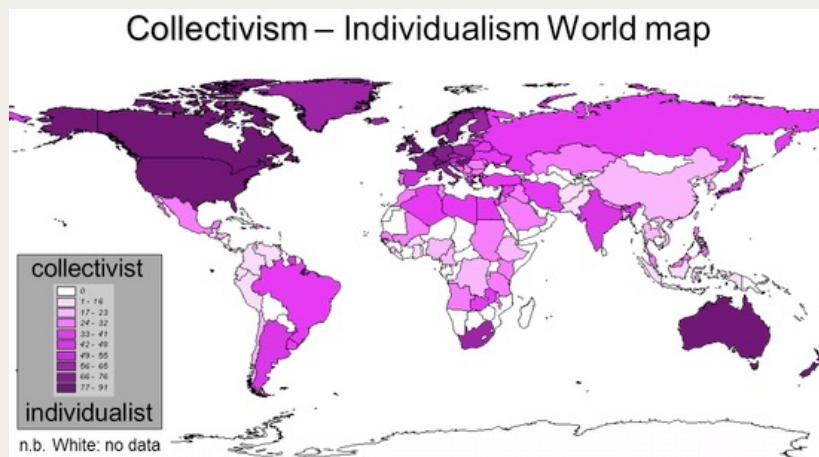 Collectivism – Individualism World map
collectivist
0
1 - 16
17 - 23
24 - 32
33 - 41
42 - 48
49 - 55
56 - 65
66 - 76
77 - 91
individualist
n.b. White: no data